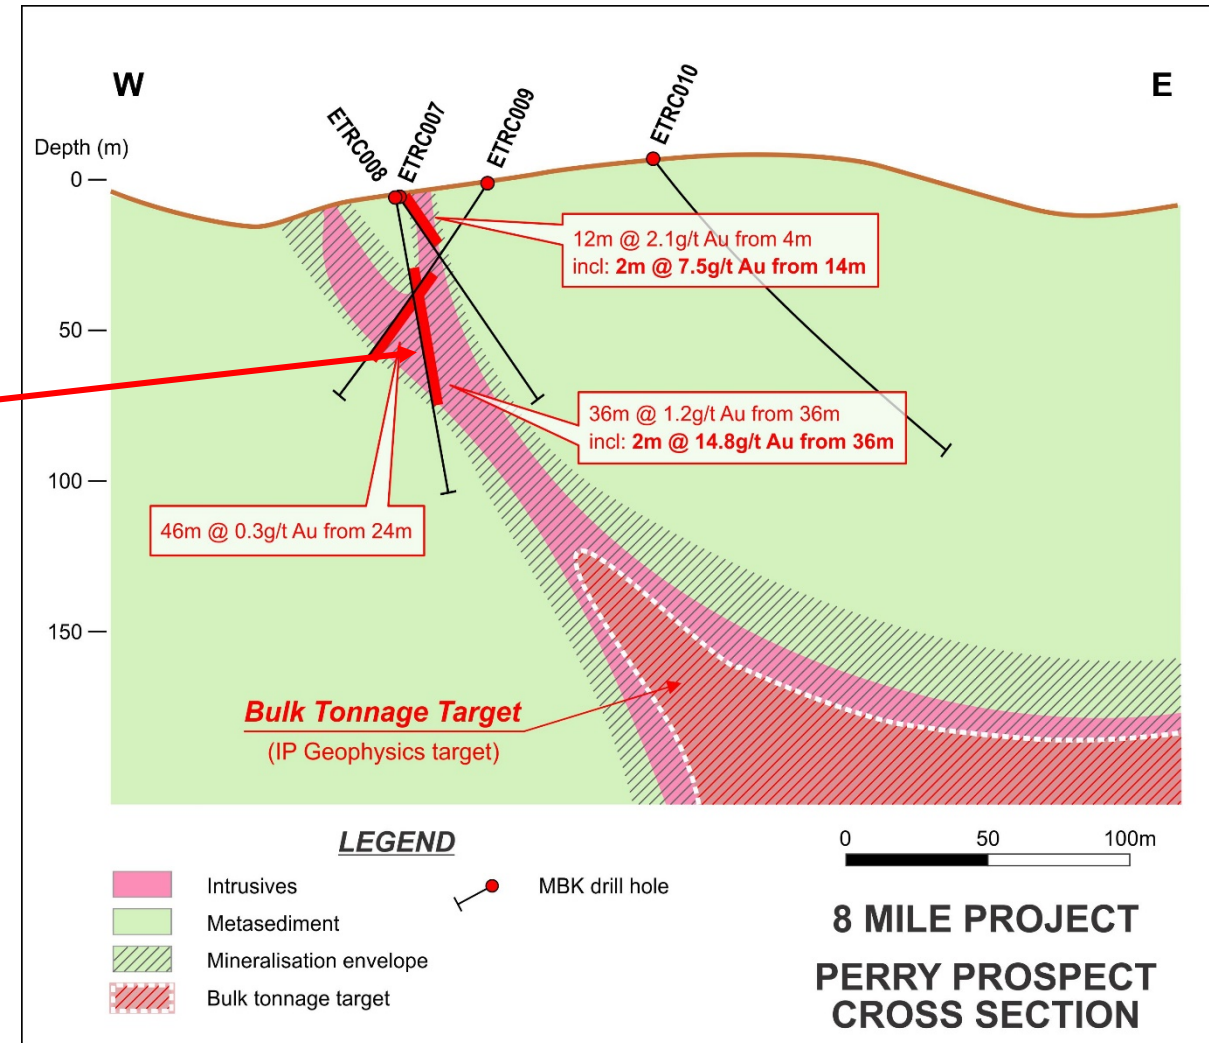 W
E
ETRC008
ETRC007
ETRC009
ETRC010
Depth (m)
0
50
100
150
12m @ 2.1g/t Au from 4m
incl: 2m @ 7.5g/t Au from 14m
36m @ 1.2g/t Au from 36m
incl: 2m @ 14.8g/t Au from 36m
46m @ 0.3g/t Au from 24m
Bulk Tonnage Target
(IP Geophysics target)
LEGEND
Intrusives
Metasediment
Mineralisation envelope
Bulk tonnage target
MBK drill hole
0 50 100m
8 MILE PROJECT
PERRY PROSPECT
CROSS SECTION